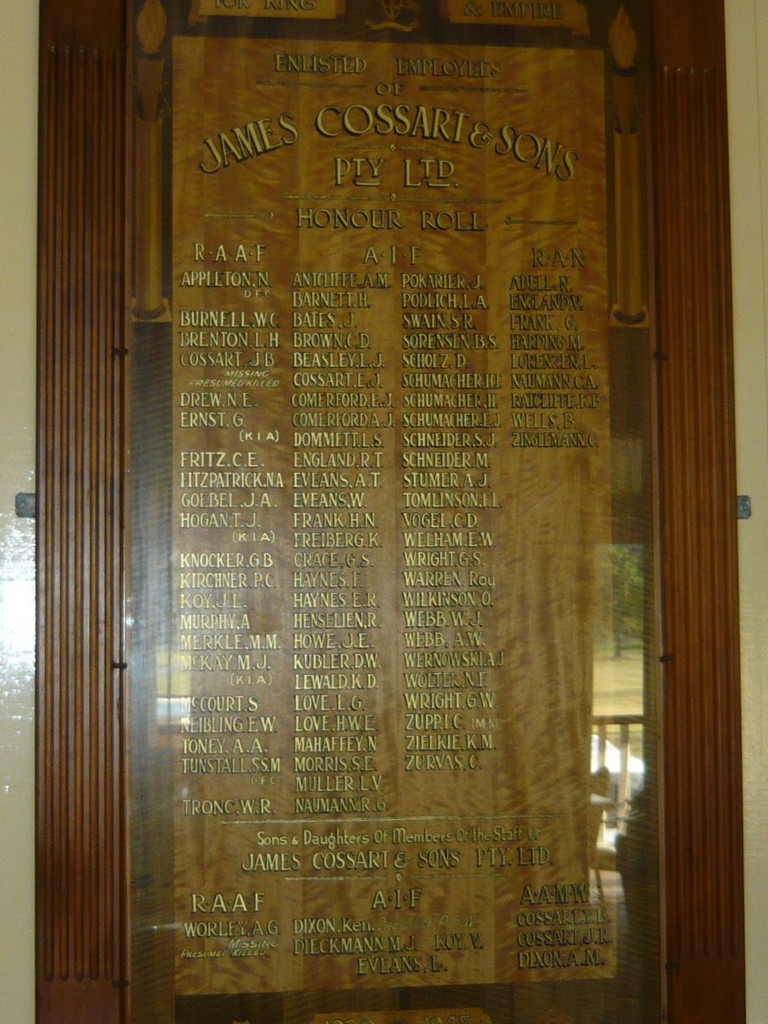 FOR KING & EMPIRE
ENLISTED EMPLOYEES
OF
JAMES COSSART & SONS
PTY LTD.
HONOUR ROLL
R·A·A·F
APPLETON. N.
DFC
BURNELL. W.C.
BRENTON. L.H
COSSART. J.B
MISSING
PRESUMED KILLED
DREW. N.E.
ERNST. G.
(K I A)
FRITZ. C.E.
FITZPATRICK. NA
GOEBEL. J.A.
HOGAN. T.J.
(K.I.A)
KNOCKER. G.B
KIRCHNER. P.C.
KOY. J.L.
MURPHY. A
MERKLE. M.M.
McKAY. M.J.
(K I A)
McCOURT. S
NEIBLING. E.W.
TONEY. A.A.
TUNSTALL. S.S.M
DFC
TRONC. W.R.
A·I·F
ANTCLIFFE. A.M.
BARNETT. H.
BATES. J.
BROWN. C.D.
BEASLEY. L.J.
COSSART. E.J.
COMERFORD. E.J.
COMERFORD. A.J.
DOMMETT. L.S.
ENGLAND. R.T.
EVEANS. A.T.
EVEANS. W.
FRANK. H.N.
FREIBERG. K.
GRACE. G.S.
HAYNES. F.
HAYNES E.R.
HENSELIEN. R.
HOWE. J.E.
KUBLER. D.W.
LEWALD. K.D.
LOVE. L.G.
LOVE. H.W.E.
MAHAFFEY. N
MORRIS. S.E.
MULLER. L.V.
NAUMANN. R.G.
POKARIER. J.
PODLICH. L.A.
SWAIN. S.R.
SORENSEN. B.S.
SCHOLZ. D.
SCHUMACHER.
SCHUMACHER. H.
SCHUMACHER. E.J
SCHNEIDER. S.J
SCHNEIDER. M.
STUMER. A.J.
TOMLINSON.
VOGEL. C.D.
WELHAM. E.W.
WRIGHT. G.S.
WARREN. Roy
WILKINSON O.
WEBB. W.J.
WEBB. A.W.
WERNOWSKI. A.J
WOLTER. N.F.
WRIGHT. G.W
ZUPP. I.C. (M M)
ZIELKIE. K.M.
ZURVAS. C.
R·A·N
ABELL. N.
ENGLAND. V.
FRANK. G.
HARDING. M.
LORENZEN. L.
NAUMANN. C.A.
RATCLIFFE. K.B
WELLS. B.
ZINGLEMANN. C.
Sons & Daughters Of Members Of the Staff Of
JAMES COSSART & SONS PTY. LTD.
R.A.A.F
WORLEY. A.G.
MISSING
PRESUMED KILLED
A·I·F
DIXON. Ken.
DIECKMANN. M.J. KOY. V.
EVEANS. L.
A·A·M·W·S
COSSART.
COSSART. J.R.
DIXON. A.M.